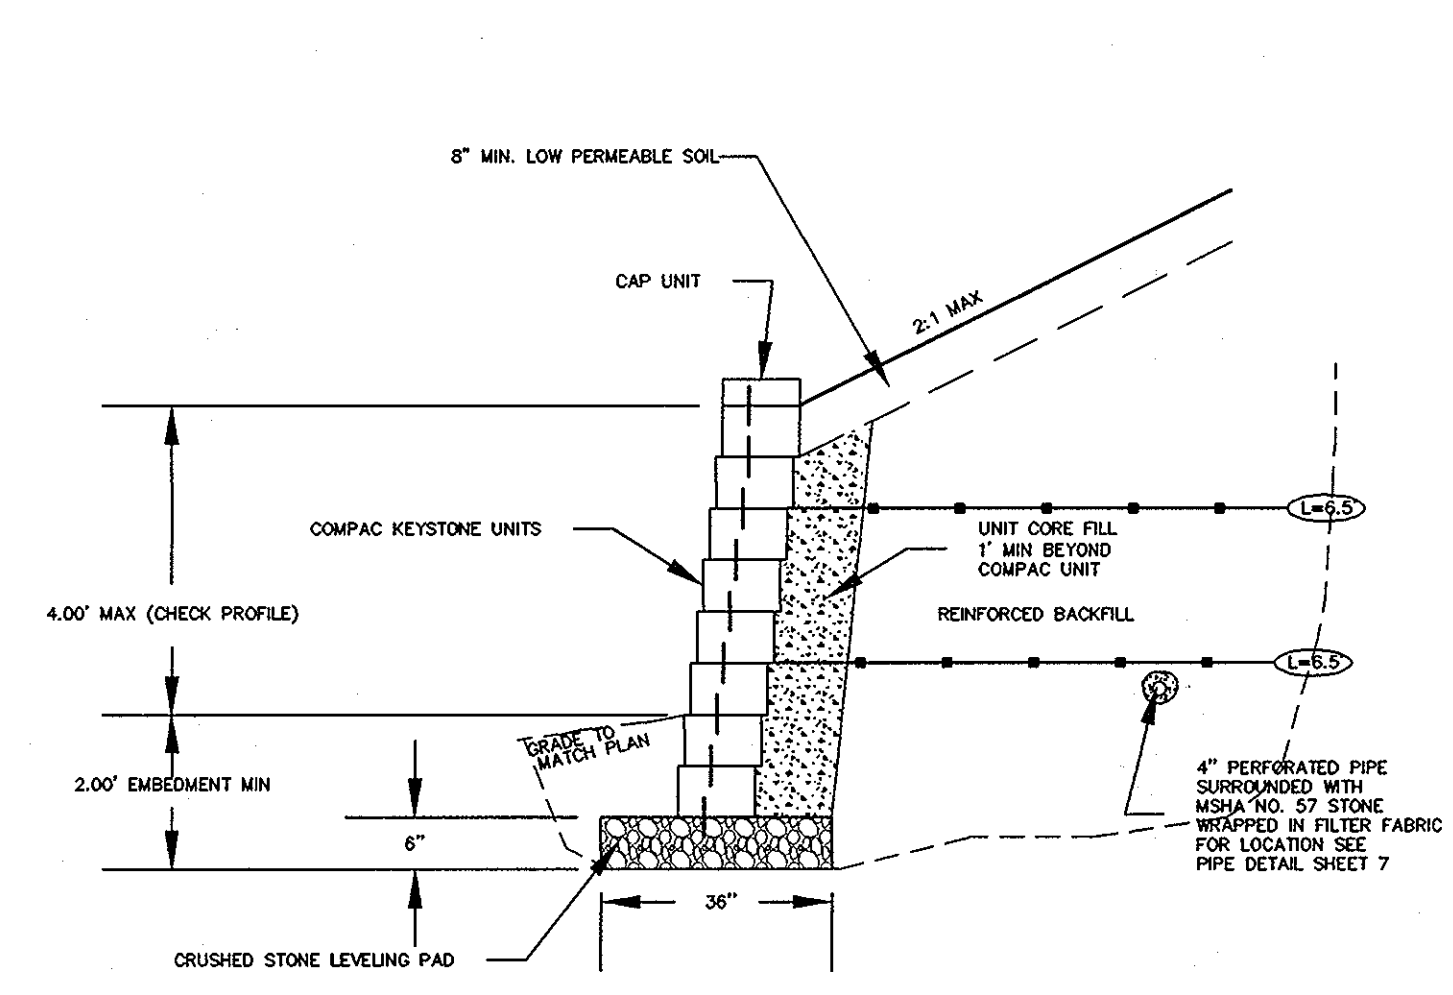 8" MIN. LOW PERMEABLE SOIL
CAP UNIT
2:1 MAX
COMPAC KEYSTONE UNITS
L=6.5'
UNIT CORE FILL
1' MIN BEYOND
COMPAC UNIT
4.00' MAX (CHECK PROFILE)
REINFORCED BACKFILL
L=6.5'
GRADE TO
MATCH PLAN
2.00' EMBEDMENT MIN
4" PERFORATED PIPE
SURROUNDED WITH
MSHA NO. 57 STONE
WRAPPED IN FILTER FABRIC
FOR LOCATION SEE
PIPE DETAIL SHEET 7
6"
36"
CRUSHED STONE LEVELING PAD